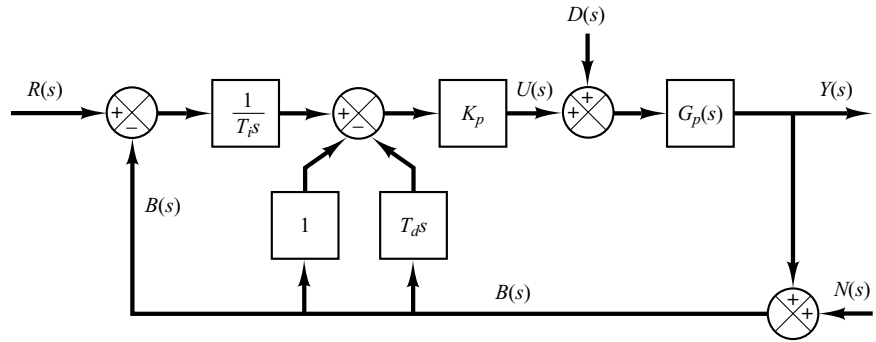 D(s)
R(s)
+
−
1
T_i s
+
−
K_p
U(s)
+
+
G_p(s)
Y(s)
B(s)
1
T_d s
B(s)
+
+
N(s)